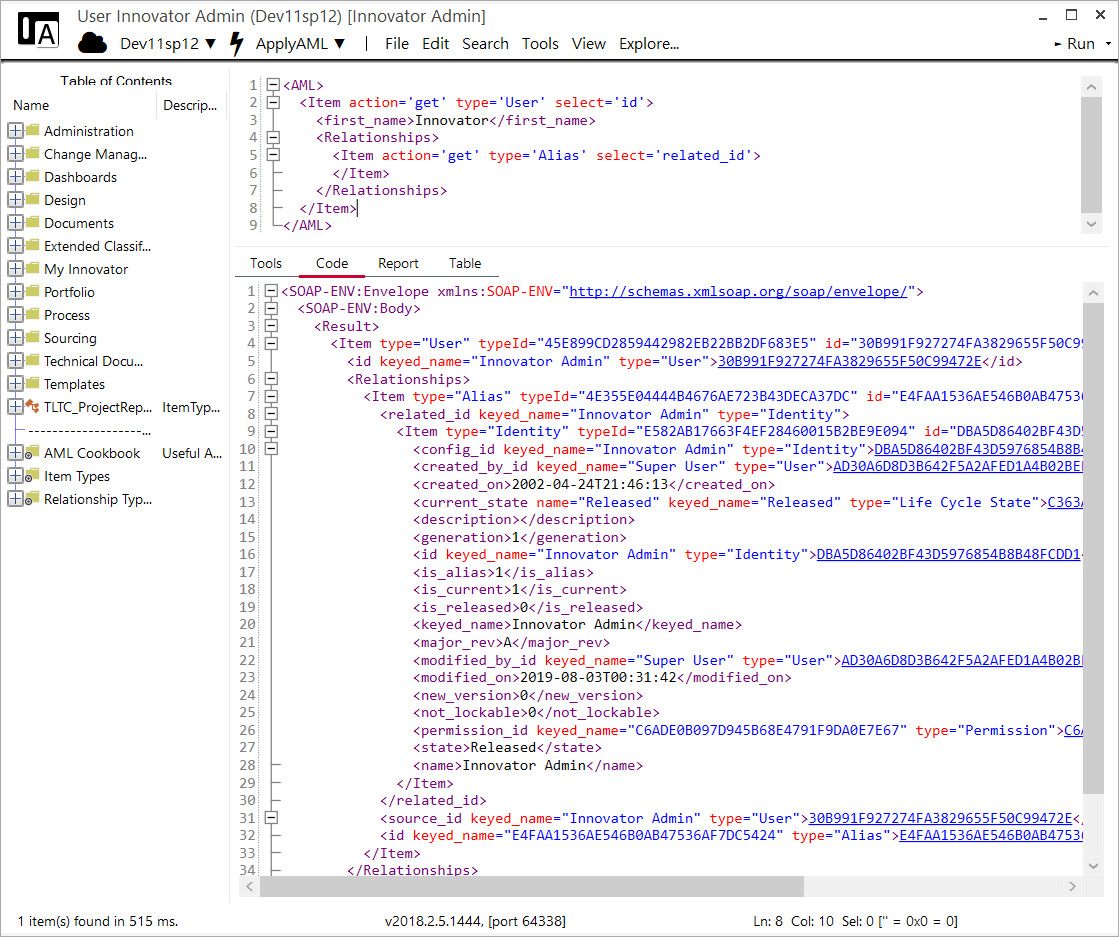 User Innovator Admin (Dev11sp12) [Innovator Admin]
Dev11sp12 ▼ ApplyAML ▼ | File Edit Search Tools View Explore... Run
Table of Contents
Name Descrip...
Administration
Change Manag...
Dashboards
Design
Documents
Extended Classif...
My Innovator
Portfolio
Process
Sourcing
Technical Docu...
Templates
TLTC_ProjectRep... ItemTyp...
--------------------...
AML Cookbook Useful A...
Item Types
Relationship Typ...
1 <AML>
2 <Item action='get' type='User' select='id'>
3 <first_name>Innovator</first_name>
4 <Relationships>
5 <Item action='get' type='Alias' select='related_id'>
6 </Item>
7 </Relationships>
8 </Item>
9 </AML>
Tools Code Report Table
1 <SOAP-ENV:Envelope xmlns:SOAP-ENV="http://schemas.xmlsoap.org/soap/envelope/">
2 <SOAP-ENV:Body>
3 <Result>
4 <Item type="User" typeId="45E899CD2859442982EB22BB2DF683E5" id="30B991F927274FA3829655F50C99
5 <id keyed_name="Innovator Admin" type="User">30B991F927274FA3829655F50C99472E</id>
6 <Relationships>
7 <Item type="Alias" typeId="4E355E04444B4676AE723B43DECA37DC" id="E4FAA1536AE546B0AB4753
8 <related_id keyed_name="Innovator Admin" type="Identity">
9 <Item type="Identity" typeId="E582AB17663F4EF28460015B2BE9E094" id="DBA5D86402BF43D5
10 <config_id keyed_name="Innovator Admin" type="Identity">DBA5D86402BF43D5976854B8B4
11 <created_by_id keyed_name="Super User" type="User">AD30A6D8D3B642F5A2AFED1A4B02BE
12 <created_on>2002-04-24T21:46:13</created_on>
13 <current_state name="Released" keyed_name="Released" type="Life Cycle State">C363
14 <description></description>
15 <generation>1</generation>
16 <id keyed_name="Innovator Admin" type="Identity">DBA5D86402BF43D5976854B8B48FCDD1
17 <is_alias>1</is_alias>
18 <is_current>1</is_current>
19 <is_released>0</is_released>
20 <keyed_name>Innovator Admin</keyed_name>
21 <major_rev>A</major_rev>
22 <modified_by_id keyed_name="Super User" type="User">AD30A6D8D3B642F5A2AFED1A4B02B
23 <modified_on>2019-08-03T00:31:42</modified_on>
24 <new_version>0</new_version>
25 <not_lockable>0</not_lockable>
26 <permission_id keyed_name="C6ADE0B097D945B68E4791F9DA0E7E67" type="Permission">C6
27 <state>Released</state>
28 <name>Innovator Admin</name>
29 </Item>
30 </related_id>
31 <source_id keyed_name="Innovator Admin" type="User">30B991F927274FA3829655F50C99472E</
32 <id keyed_name="E4FAA1536AE546B0AB47536AF7DC5424" type="Alias">E4FAA1536AE546B0AB4753
33 </Item>
34 </Relationships>
1 item(s) found in 515 ms. v2018.2.5.1444, [port 64338] Ln: 8 Col: 10 Sel: 0 ['' = 0x0 = 0]